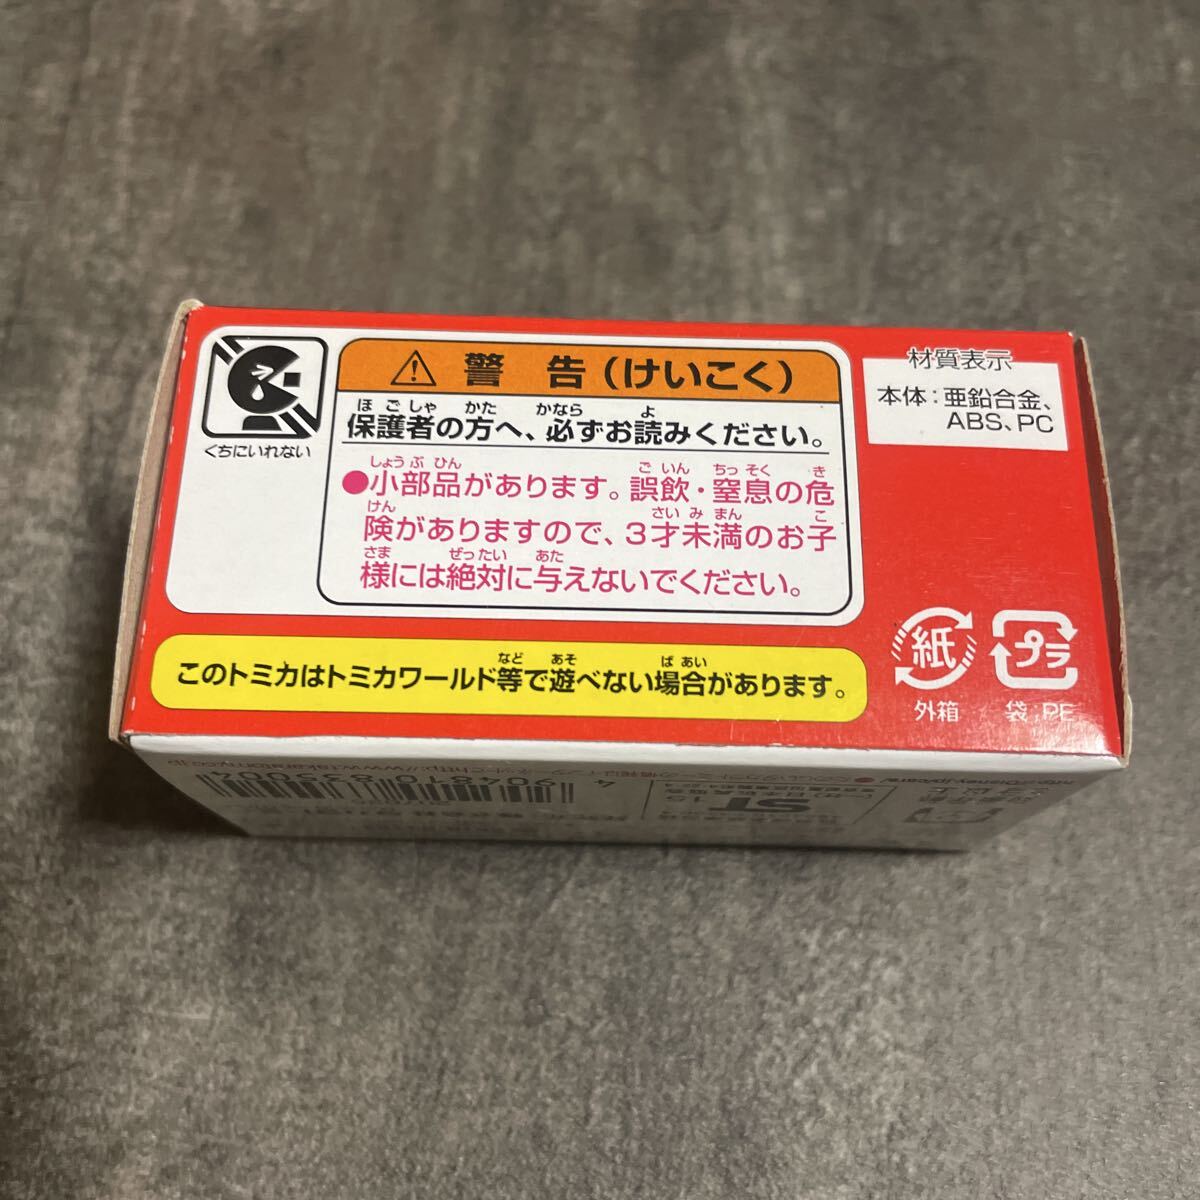 くちにいれない
警告(けいこく)
ほごしゃ かた かなら よ
保護者の方へ、必ずお読みください。
しょうぶひん ごいん ちっそく き
●小部品があります。誤飲・窒息の危
けん さいみまん こ
険がありますので、3才未満のお子
さま ぜったい あた
様には絶対に与えないでください。
など あそ ばあい
このトミカはトミカワールド等で遊べない場合があります。
材質表示
本体:亜鉛合金、
ABS、PC
紙
外箱
プラ
袋:PE
4 904810 835004
ST